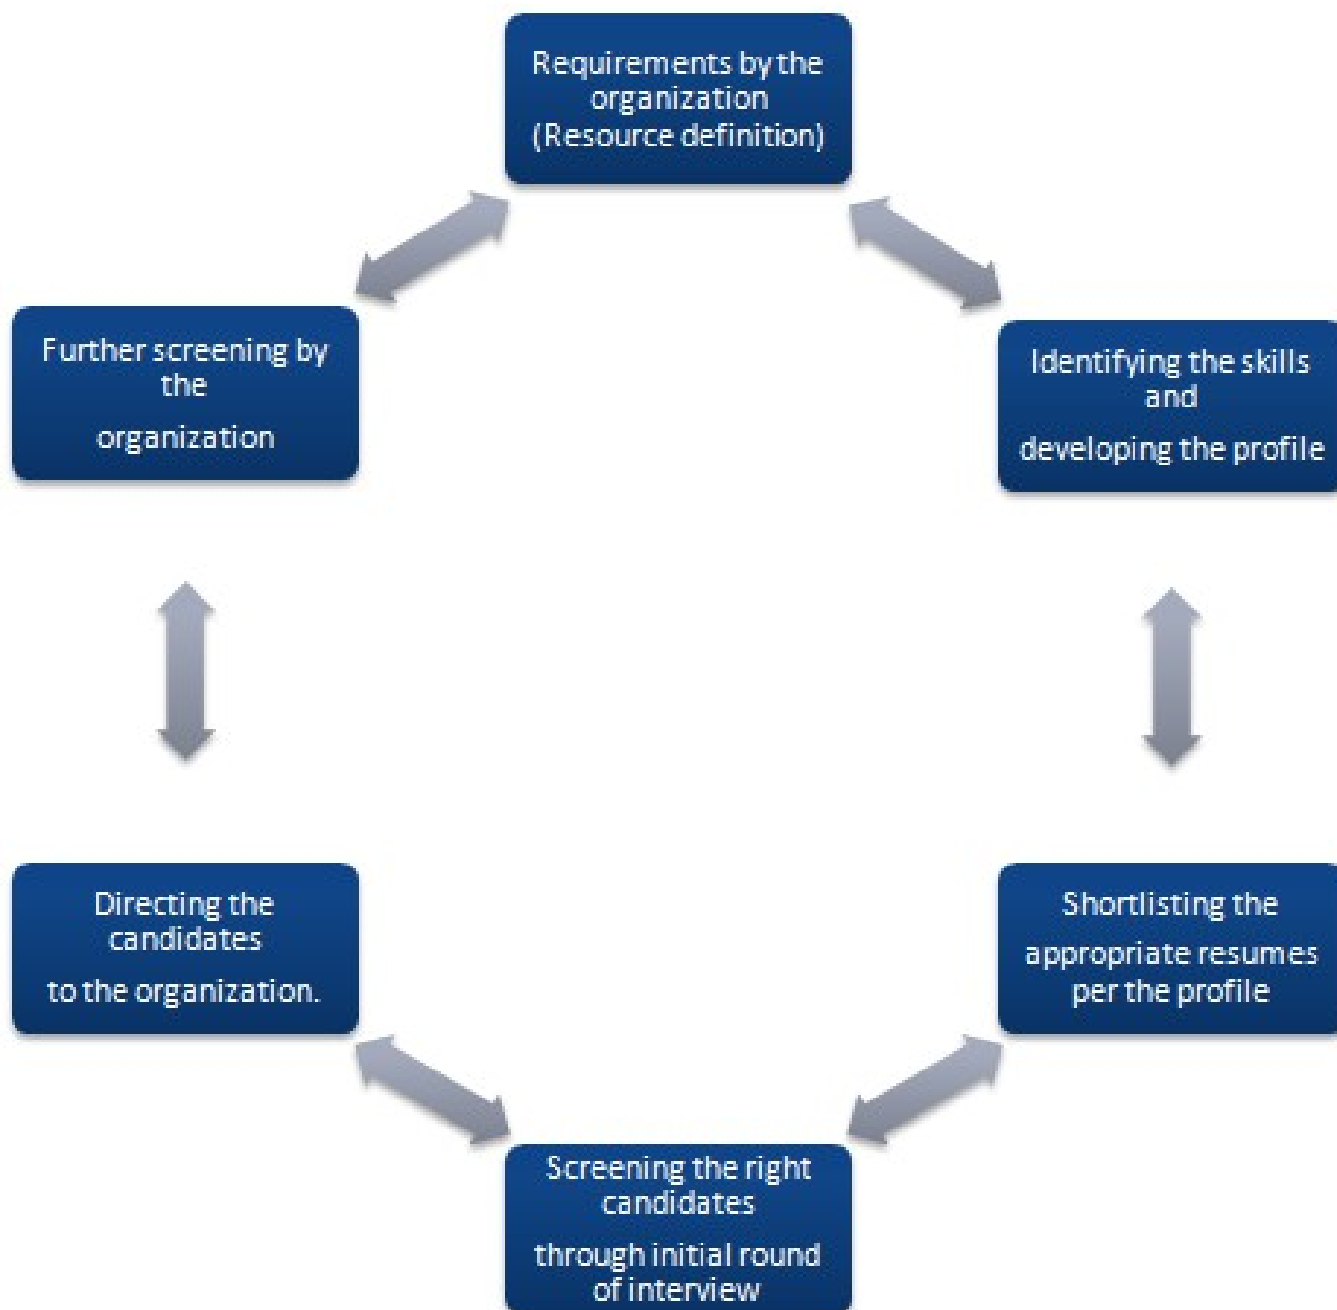 Requirements by the
organization
(Resource definition)
Further screening by
the
organization
Identifying the skills
and
developing the profile
Directing the
candidates
to the organization.
Shortlisting the
appropriate resumes
per the profile
Screening the right
candidates
through initial round
of interview